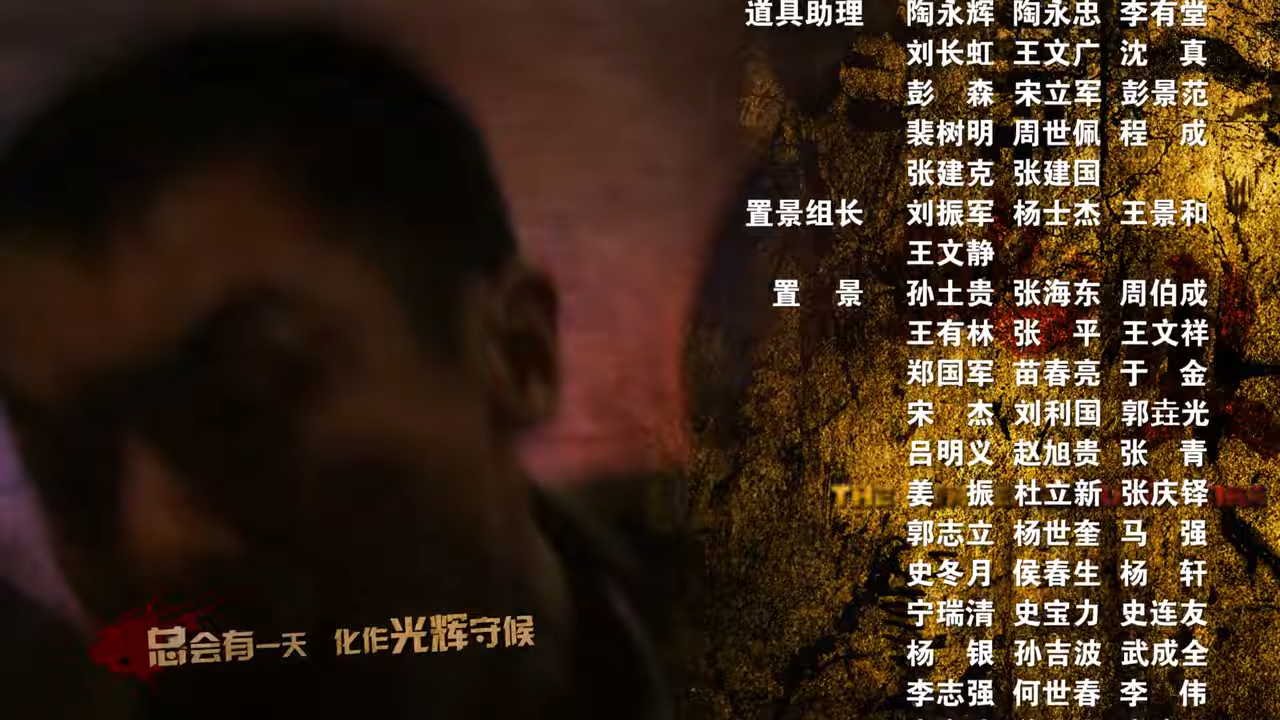 道具助理 陶永辉 陶永忠 李有堂
刘长虹 王文广 沈 真
彭 森 宋立军 彭景范
裴树明 周世佩 程 成
张建克 张建国
置景组长 刘振军 杨士杰 王景和
王文静
置 景 孙土贵 张海东 周伯成
王有林 张 平 王文祥
郑国军 苗春亮 于 金
宋 杰 刘利国 郭垚光
吕明义 赵旭贵 张 青
姜 振 杜立新 张庆铎
郭志立 杨世奎 马 强
史冬月 侯春生 杨 轩
宁瑞清 史宝力 史连友
杨 银 孙吉波 武成全
李志强 何世春 李 伟
总会有一天 化作光辉守候